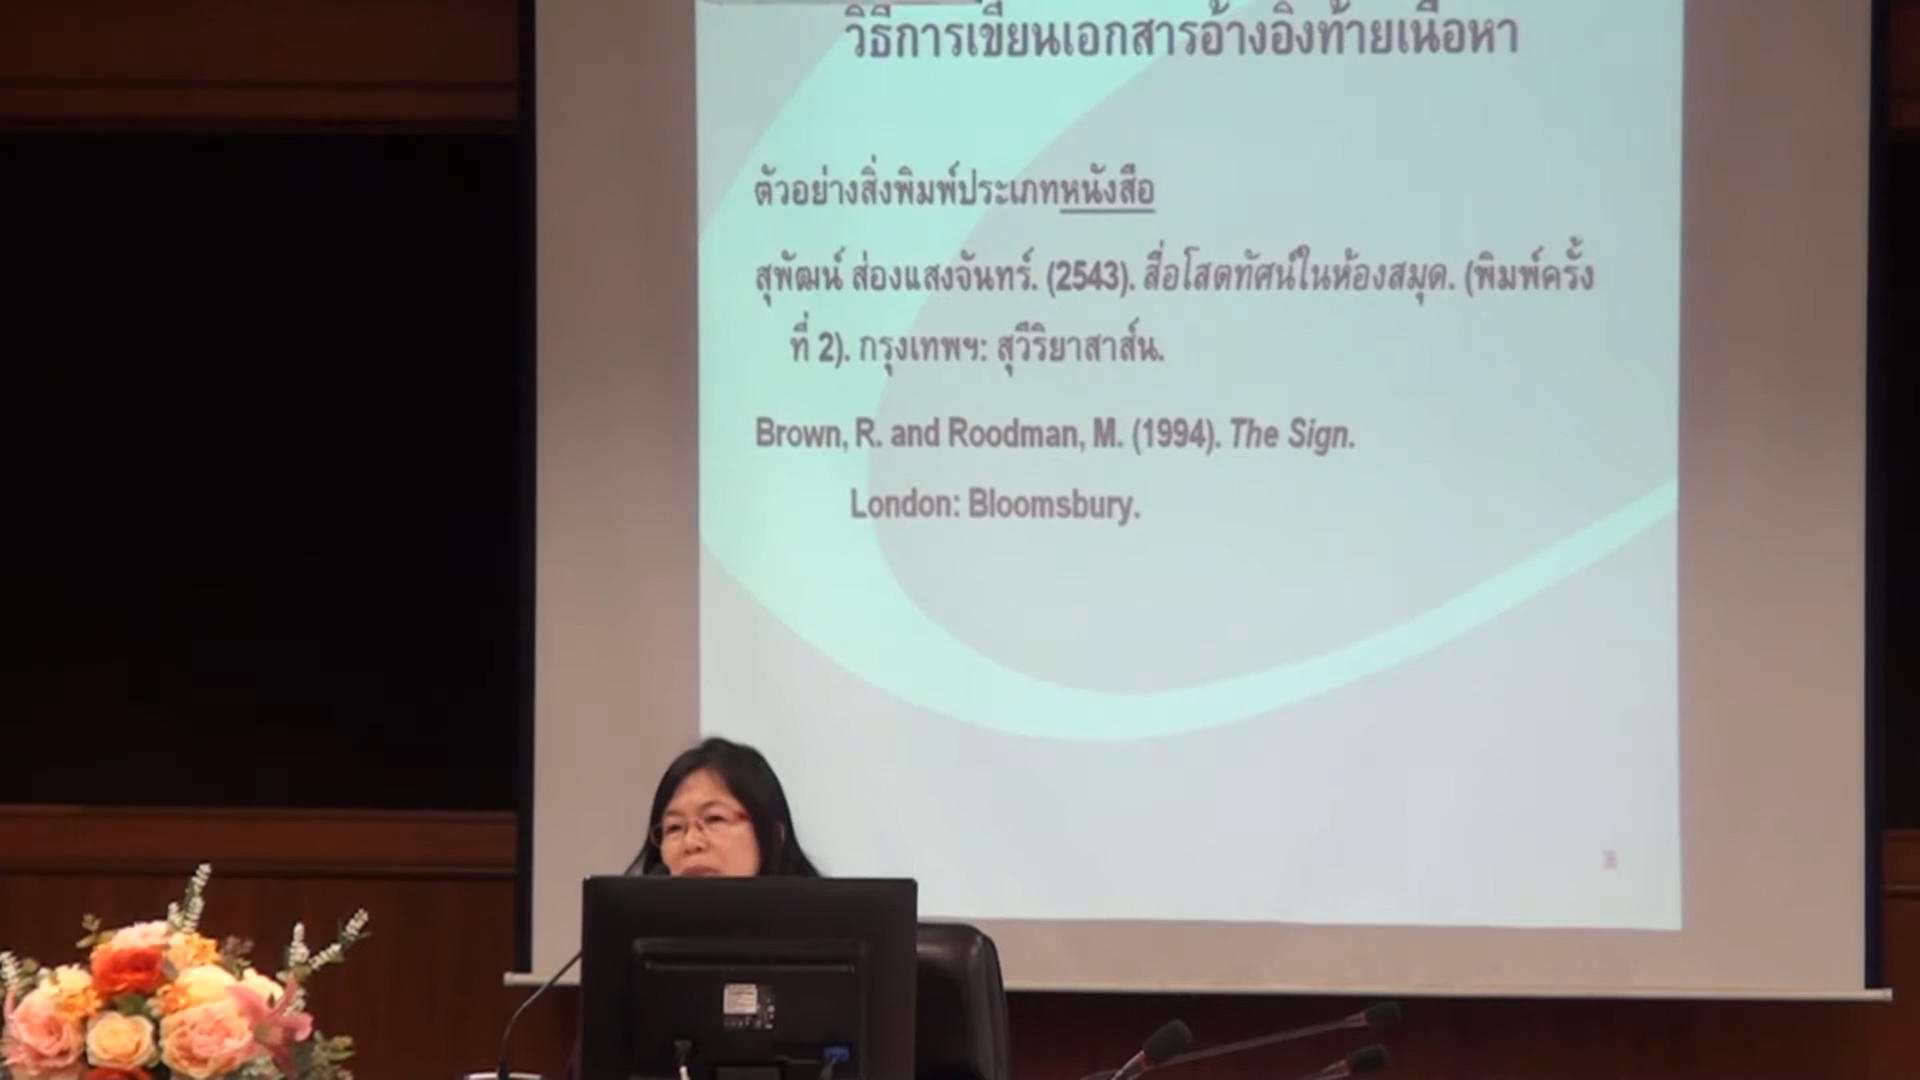 วิธีการเขียนเอกสารอ้างอิงท้ายเนื้อหา
ตัวอย่างสิ่งพิมพ์ประเภทหนังสือ
สุพัฒน์ ส่องแสงจันทร์. (2543). สื่อโสตทัศน์ในห้องสมุด. (พิมพ์ครั้ง
ที่ 2). กรุงเทพฯ: สุวีริยาสาส์น.
Brown, R. and Roodman, M. (1994). The Sign.
London: Bloomsbury.